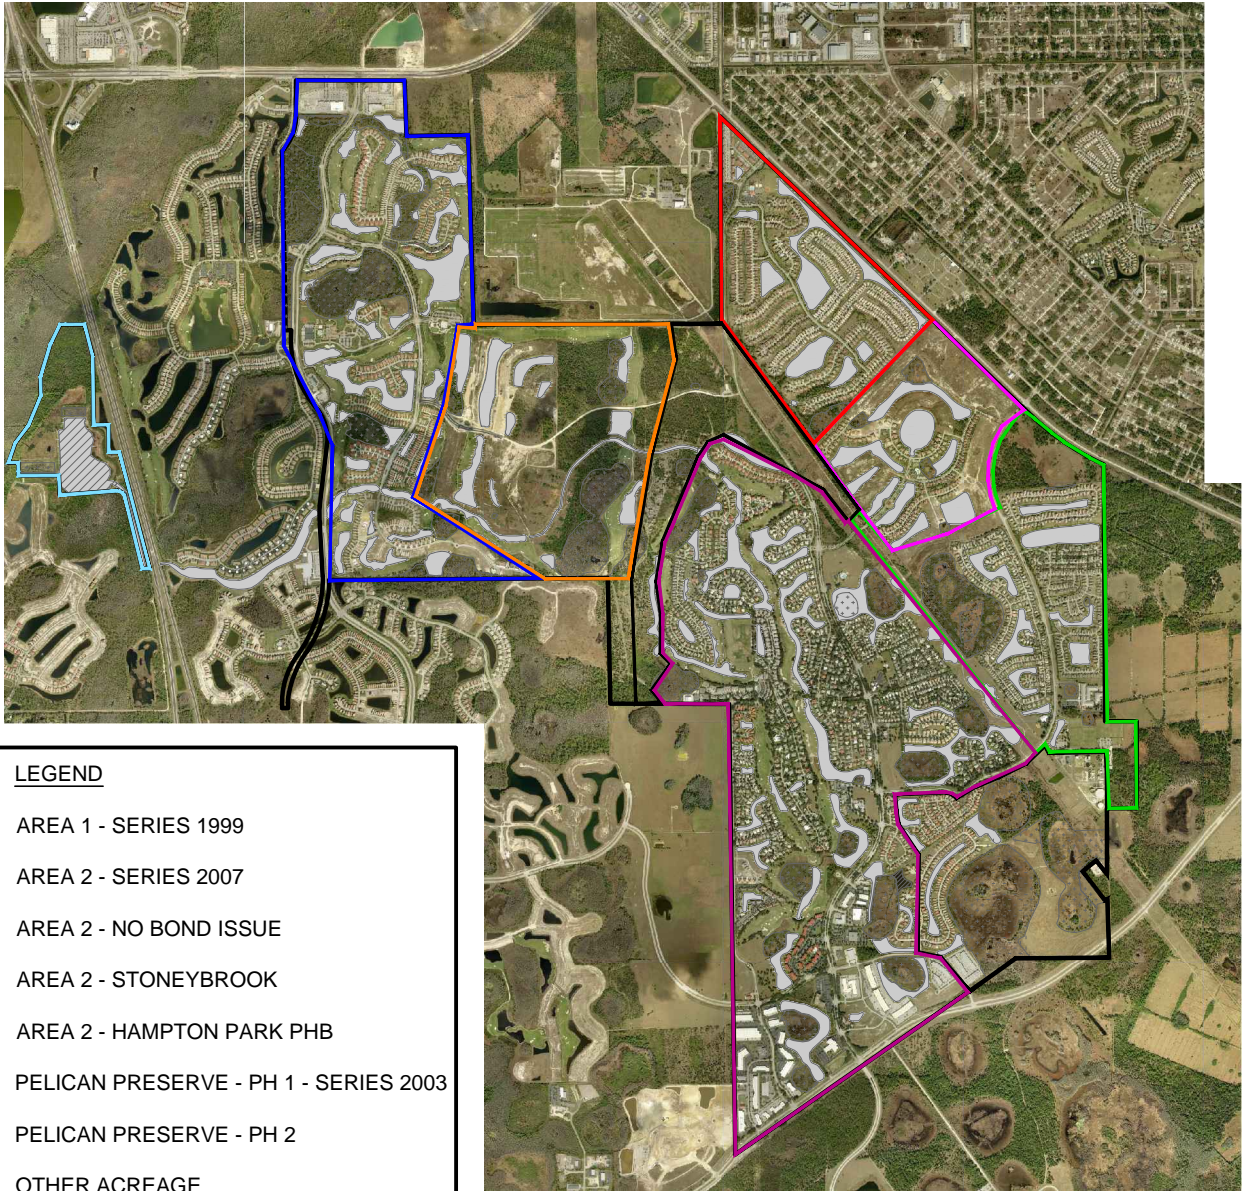 LEGEND
AREA 1 - SERIES 1999
AREA 2 - SERIES 2007
AREA 2 - NO BOND ISSUE
AREA 2 - STONEYBROOK
AREA 2 - HAMPTON PARK PHB
PELICAN PRESERVE - PH 1 - SERIES 2003
PELICAN PRESERVE - PH 2
OTHER ACREAGE